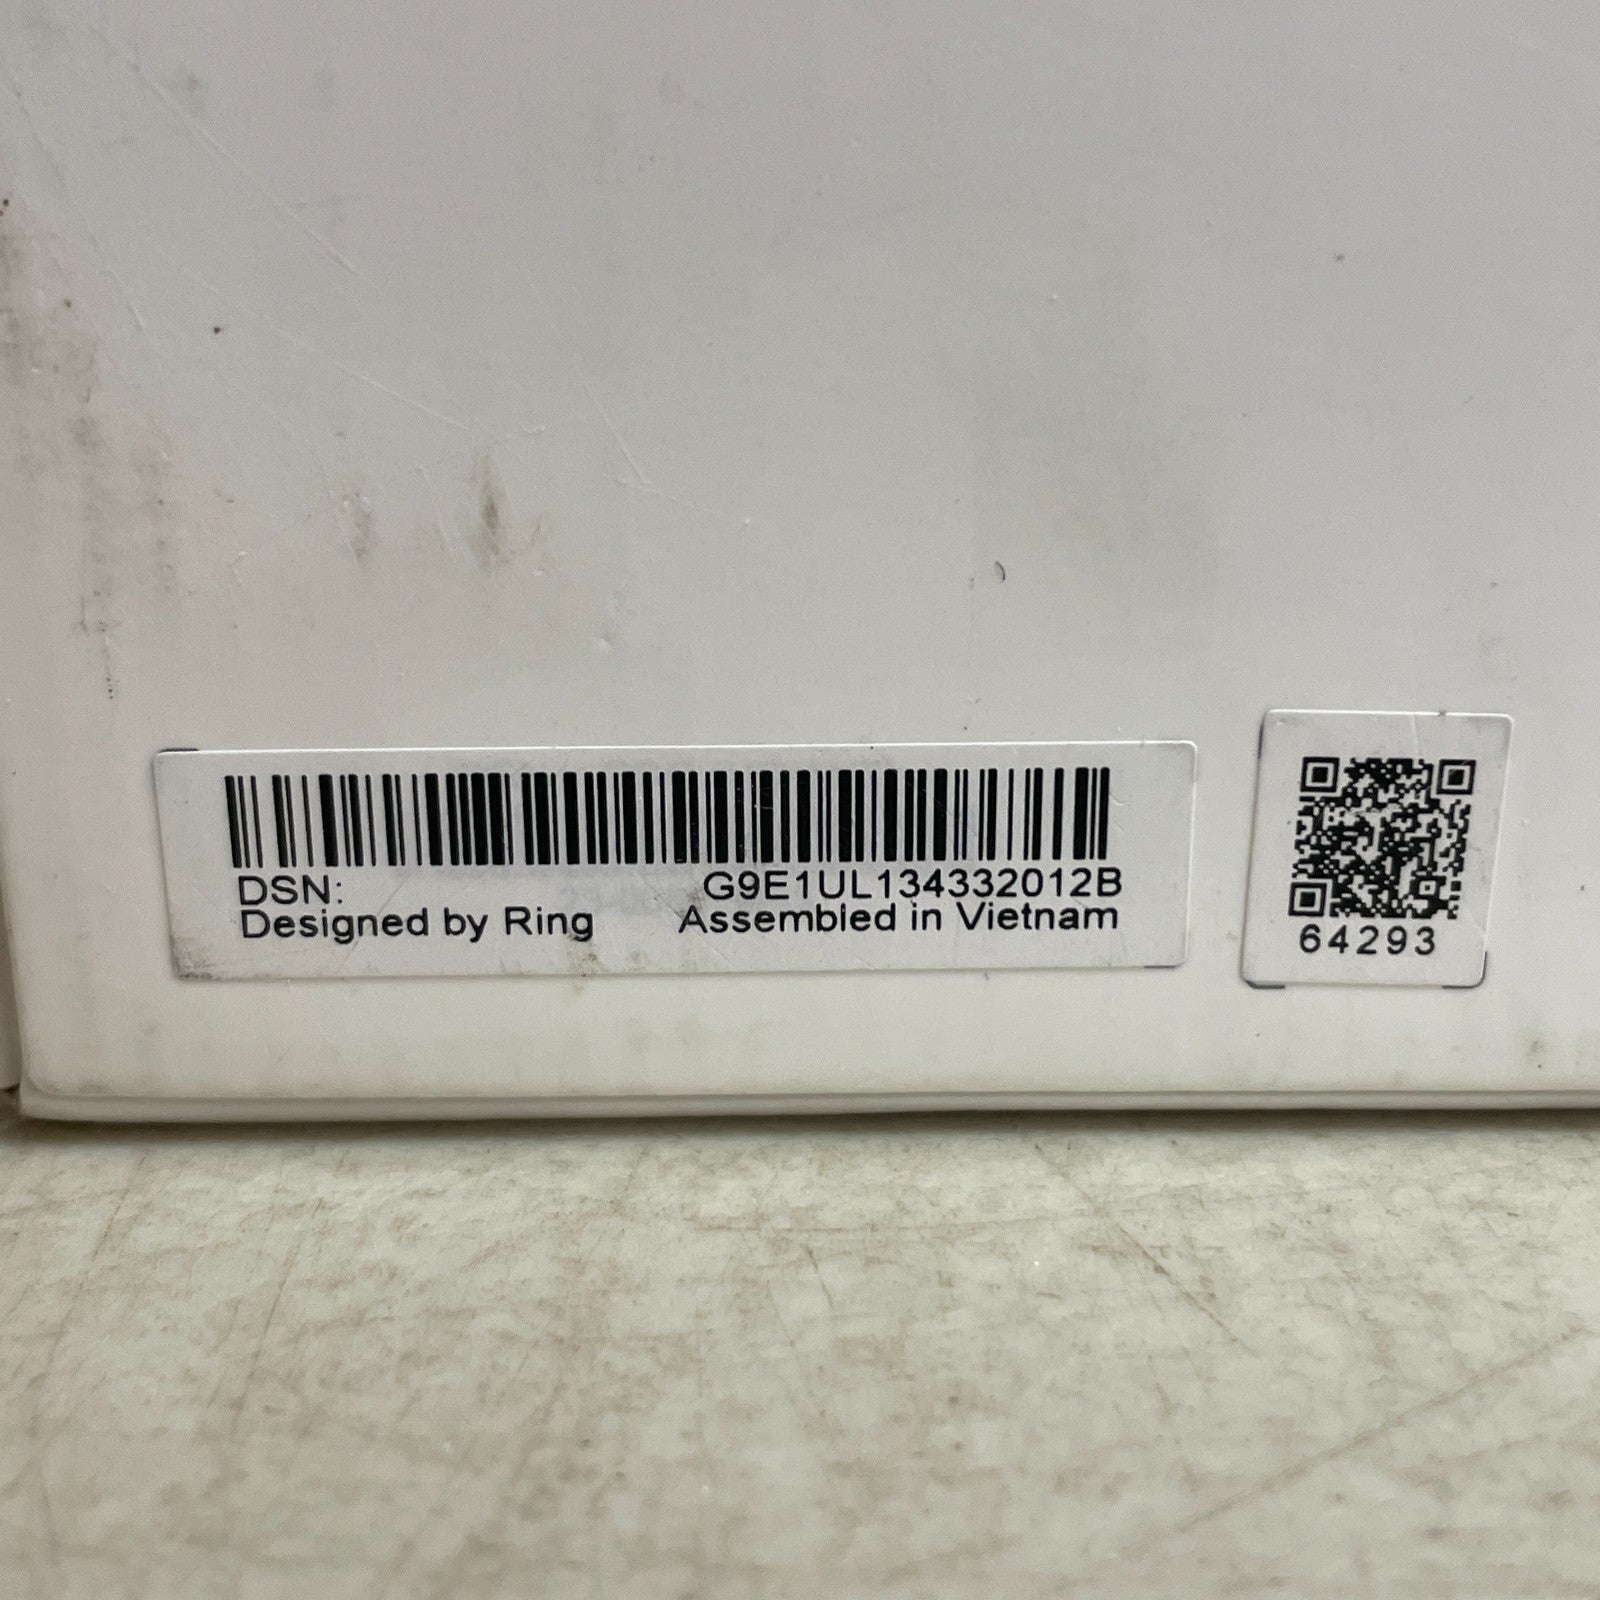 DSN: G9E1UL134332012B
Designed by Ring Assembled in Vietnam
64293